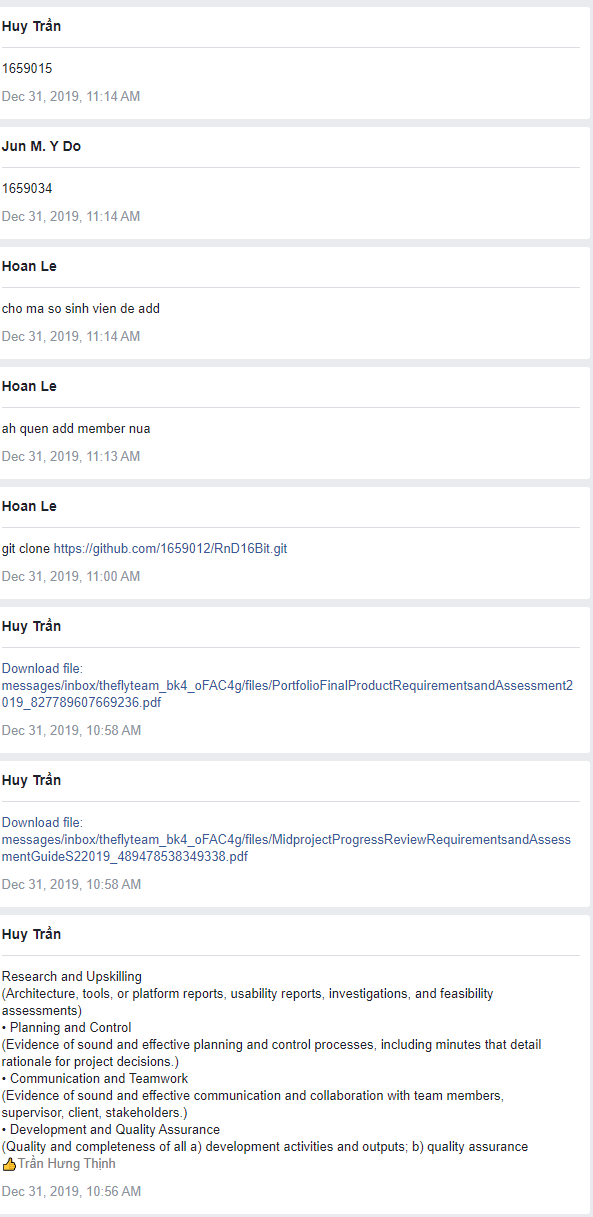 Huy Trần
1659015
Dec 31, 2019, 11:14 AM
Jun M. Y Do
1659034
Dec 31, 2019, 11:14 AM
Hoan Le
cho ma so sinh vien de add
Dec 31, 2019, 11:14 AM
Hoan Le
ah quen add member nua
Dec 31, 2019, 11:13 AM
Hoan Le
git clone https://github.com/1659012/RnD16Bit.git
Dec 31, 2019, 11:00 AM
Huy Trần
Download file:
messages/inbox/theflyteam_bk4_oFAC4g/files/PortfolioFinalProductRequirementsandAssessment2
019_827789607669236.pdf
Dec 31, 2019, 10:58 AM
Huy Trần
Download file:
messages/inbox/theflyteam_bk4_oFAC4g/files/MidprojectProgressReviewRequirementsandAssess
mentGuideS22019_489478538349338.pdf
Dec 31, 2019, 10:58 AM
Huy Trần
Research and Upskilling
(Architecture, tools, or platform reports, usability reports, investigations, and feasibility
assessments)
• Planning and Control
(Evidence of sound and effective planning and control processes, including minutes that detail
rationale for project decisions.)
• Communication and Teamwork
(Evidence of sound and effective communication and collaboration with team members,
supervisor, client, stakeholders.)
• Development and Quality Assurance
(Quality and completeness of all a) development activities and outputs; b) quality assurance
👍Trần Hưng Thịnh
Dec 31, 2019, 10:56 AM